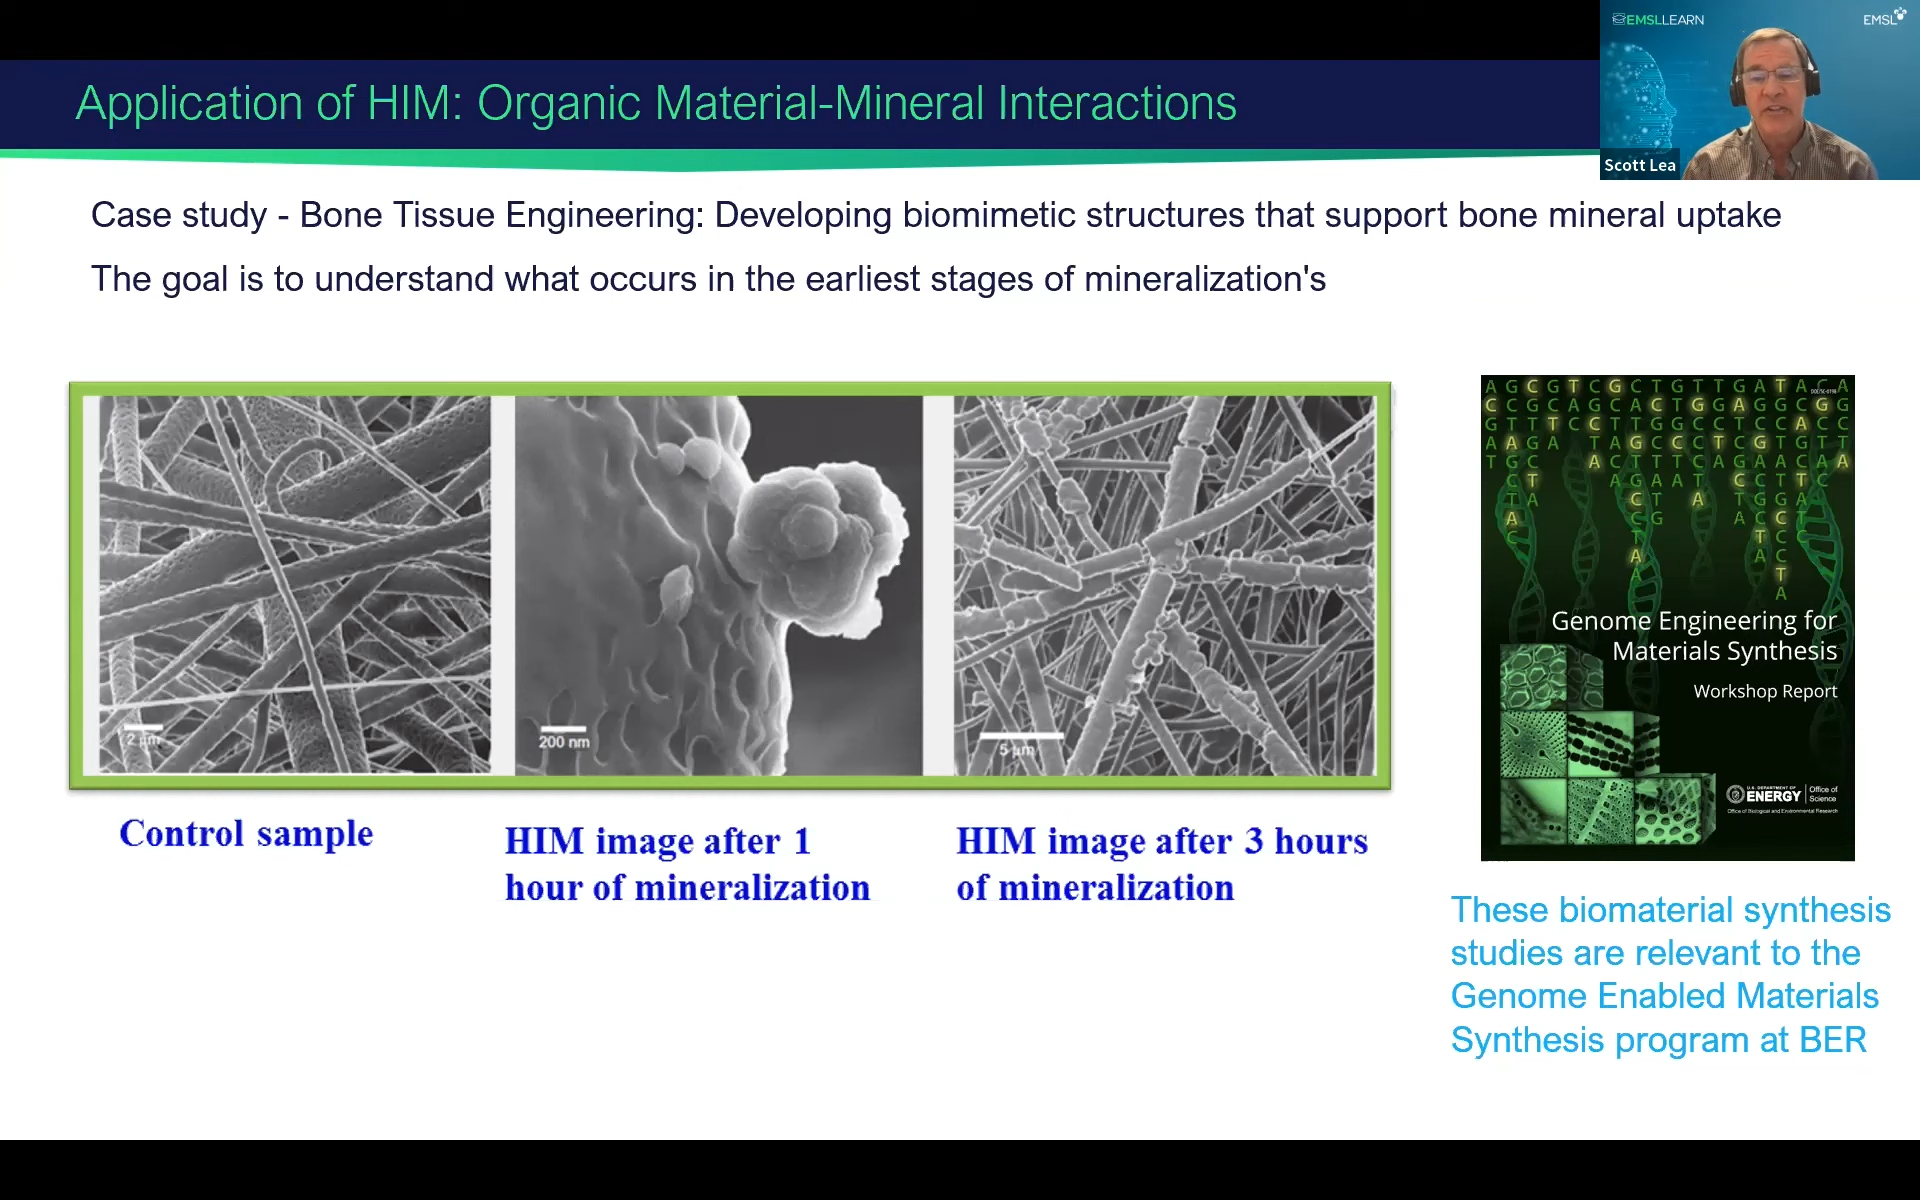 EMSLLEARN
EMSL
Scott Lea
Application of HIM: Organic Material-Mineral Interactions
Case study - Bone Tissue Engineering: Developing biomimetic structures that support bone mineral uptake
The goal is to understand what occurs in the earliest stages of mineralization's
2 µm
200 nm
5 µm
Control sample
HIM image after 1
hour of mineralization
HIM image after 3 hours
of mineralization
Genome Engineering for
Materials Synthesis
Workshop Report
U.S. DEPARTMENT OF
ENERGY
Office of
Science
Office of Biological and Environmental Research
These biomaterial synthesis
studies are relevant to the
Genome Enabled Materials
Synthesis program at BER